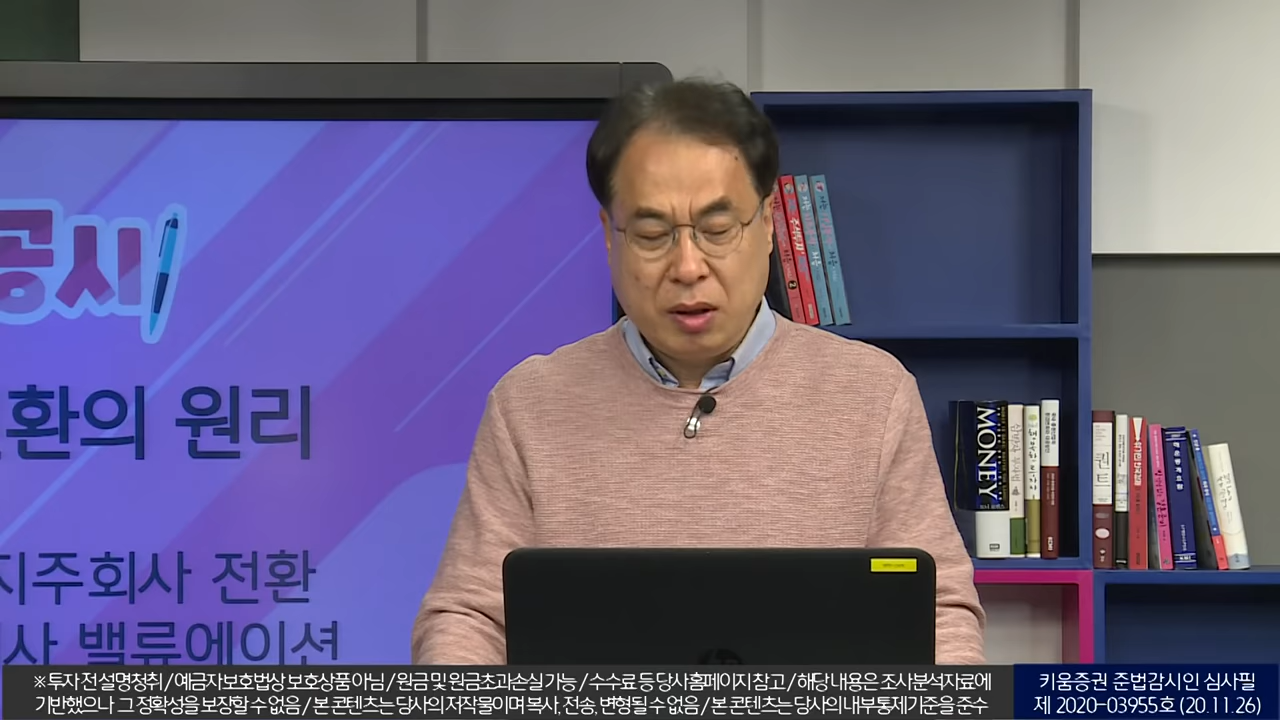 공시
환의 원리
지주회사 전환
사 밸류에이션
MONEY
퀀트
※ 투자 전 설명청취 / 예금자보호법상 보호상품 아님 / 원금 및 원금초과손실 가능 / 수수료 등 당사홈페이지 참고 / 해당 내용은 조사분석자료에
기반했으나 그 정확성을 보장할 수 없음 / 본 콘텐츠는 당사의 저작물이며 복사, 전송, 변형될 수 없음 / 본 콘텐츠는 당사의 내부통제기준을 준수
키움증권 준법감시인 심사필
제 2020-03955호 (20.11.26)